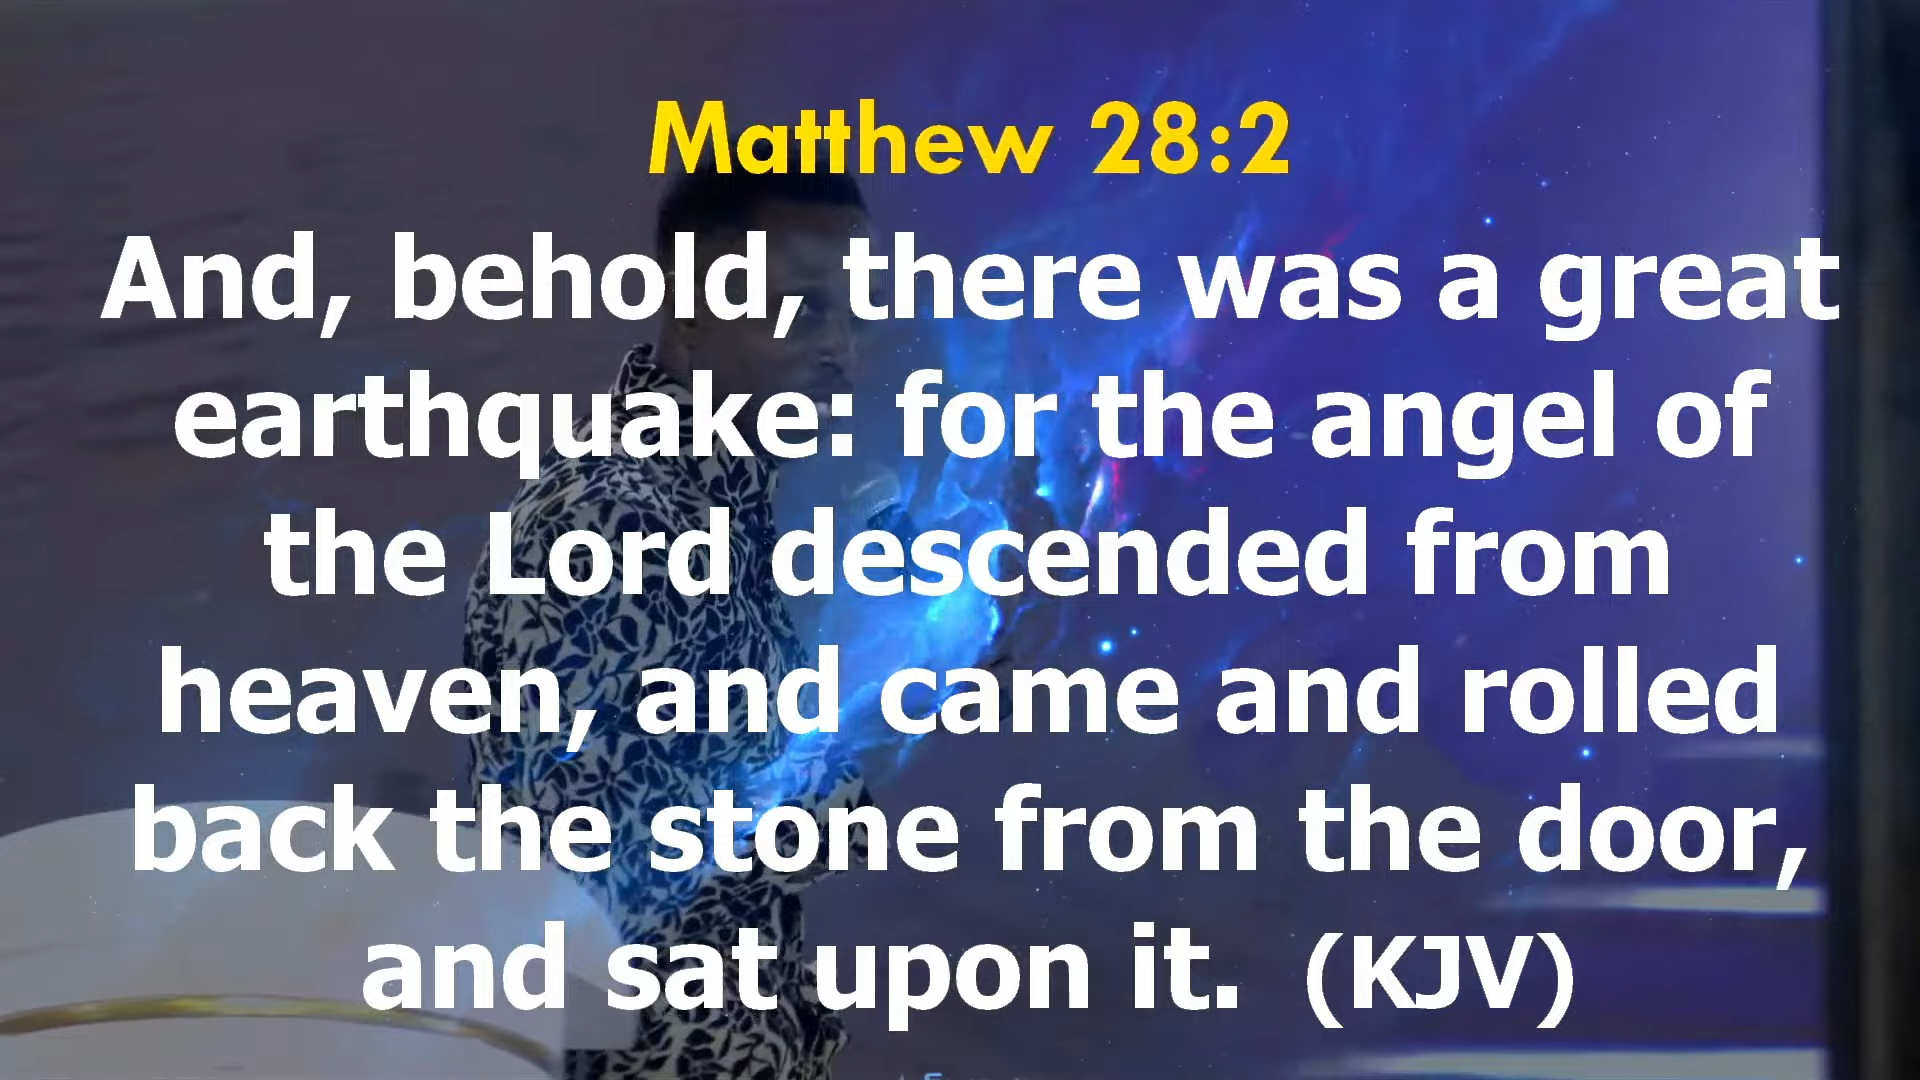 Matthew 28:2
And, behold, there was a great
earthquake: for the angel of
the Lord descended from
heaven, and came and rolled
back the stone from the door,
and sat upon it. (KJV)